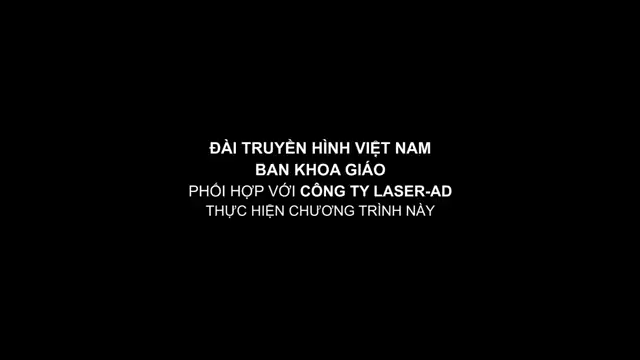 ĐÀI TRUYỀN HÌNH VIỆT NAM
BAN KHOA GIÁO
PHỐI HỢP VỚI CÔNG TY LASER-AD
THỰC HIỆN CHƯƠNG TRÌNH NÀY